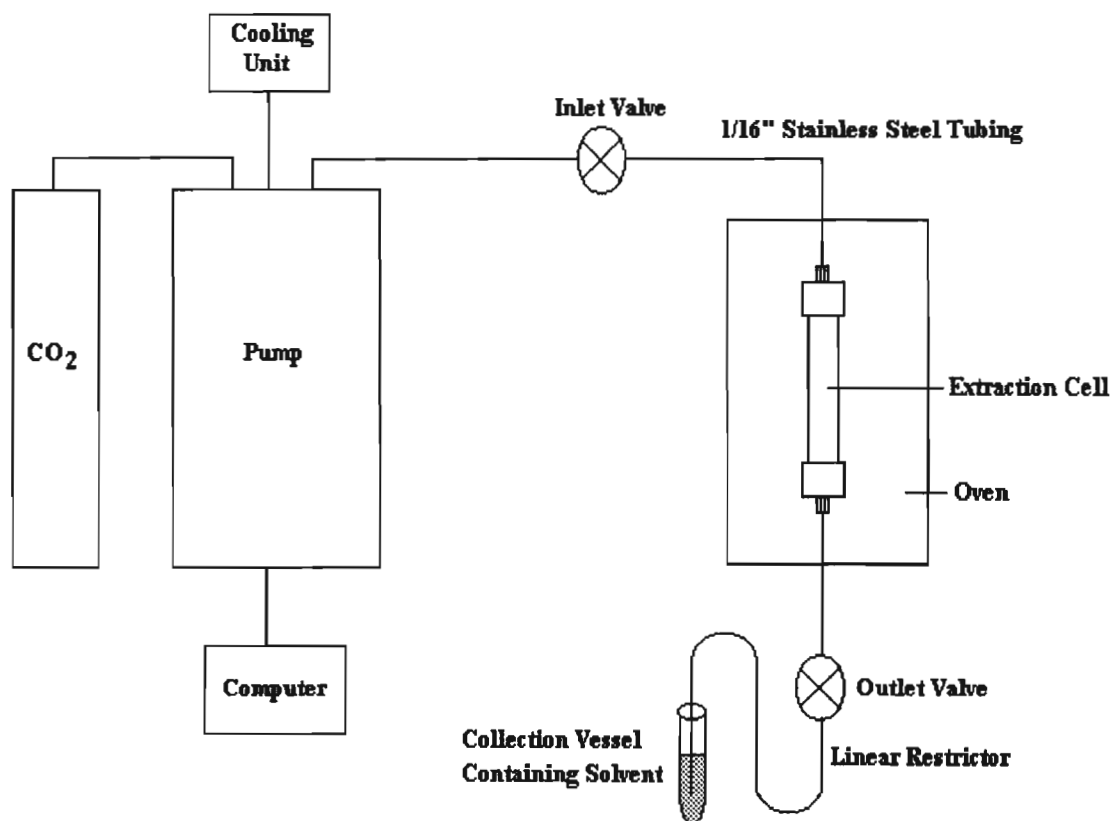 Cooling
Unit
Inlet Valve
1/16" Stainless Steel Tubing
CO₂
Pump
Extraction Cell
Oven
Computer
Outlet Valve
Collection Vessel
Containing Solvent
Linear Restrictor